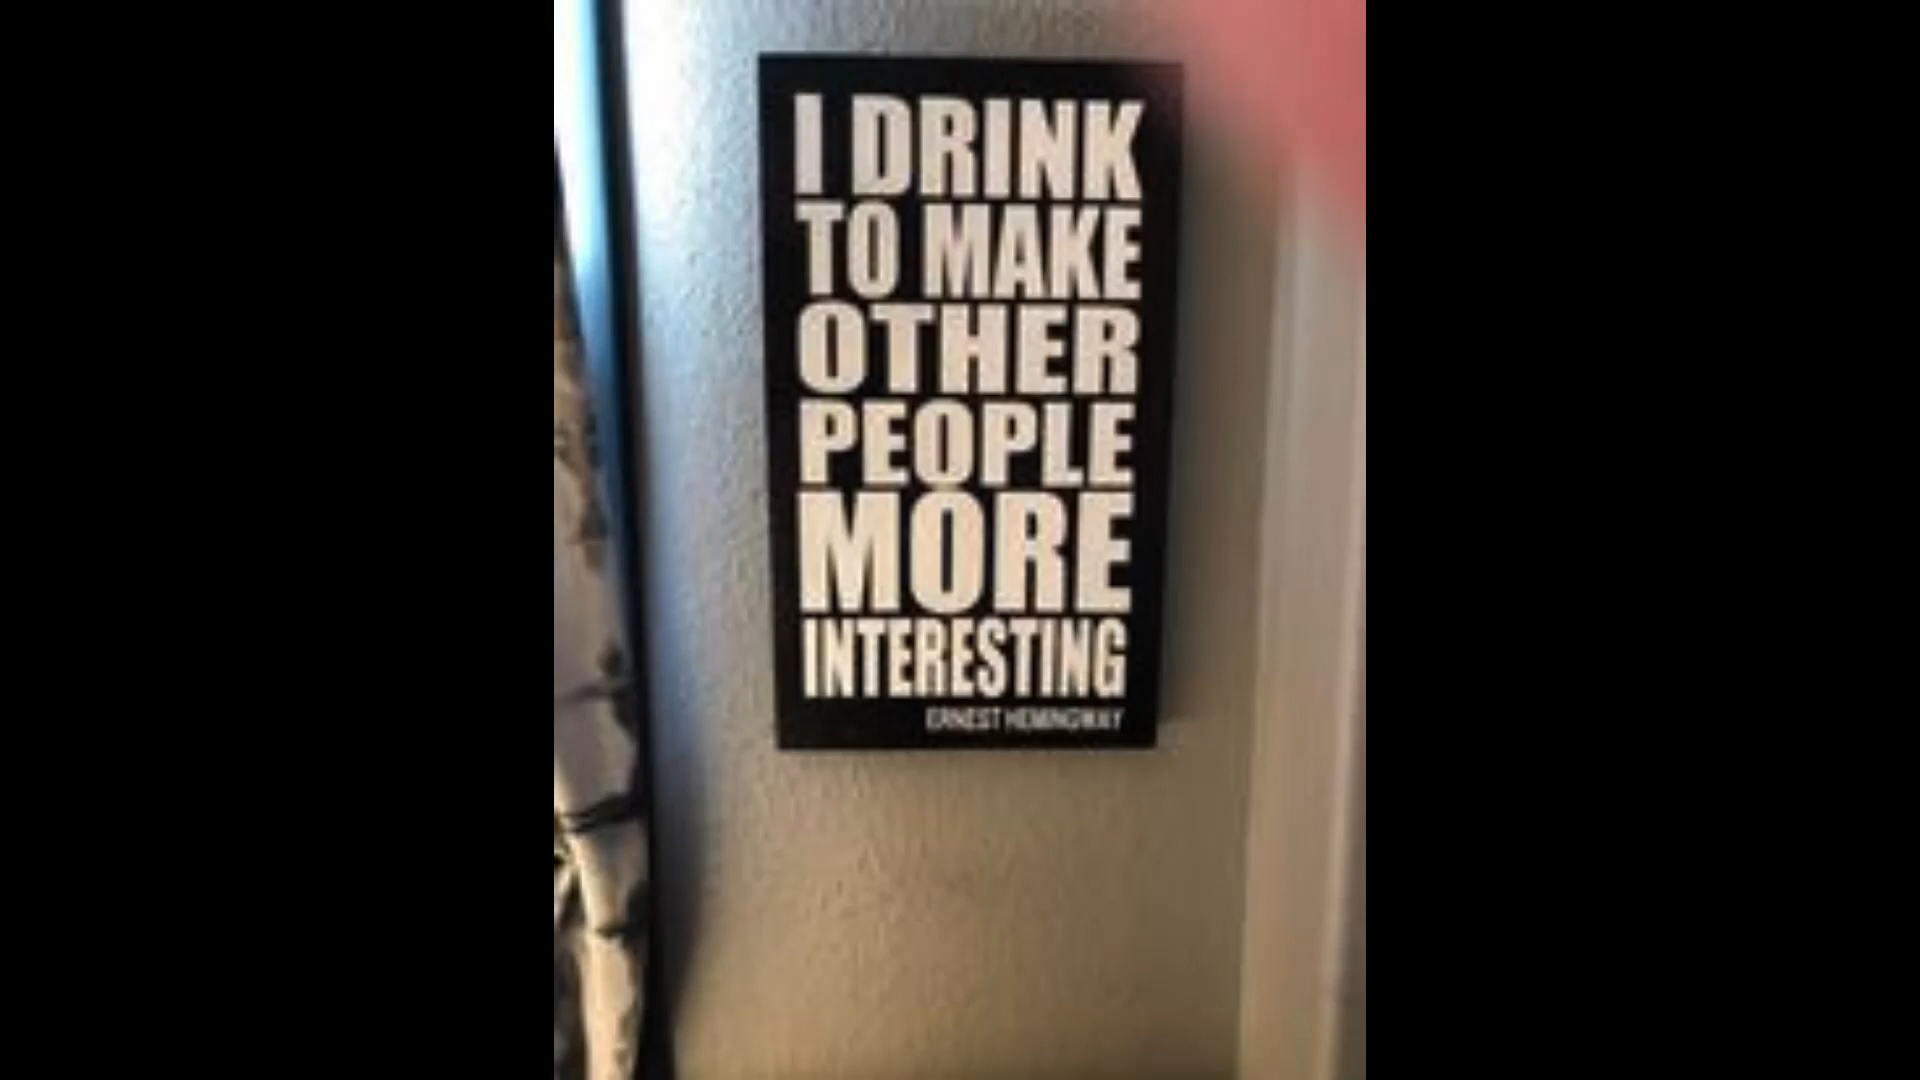 I DRINK
TO MAKE
OTHER
PEOPLE
MORE
INTERESTING
ERNEST HEMINGWAY